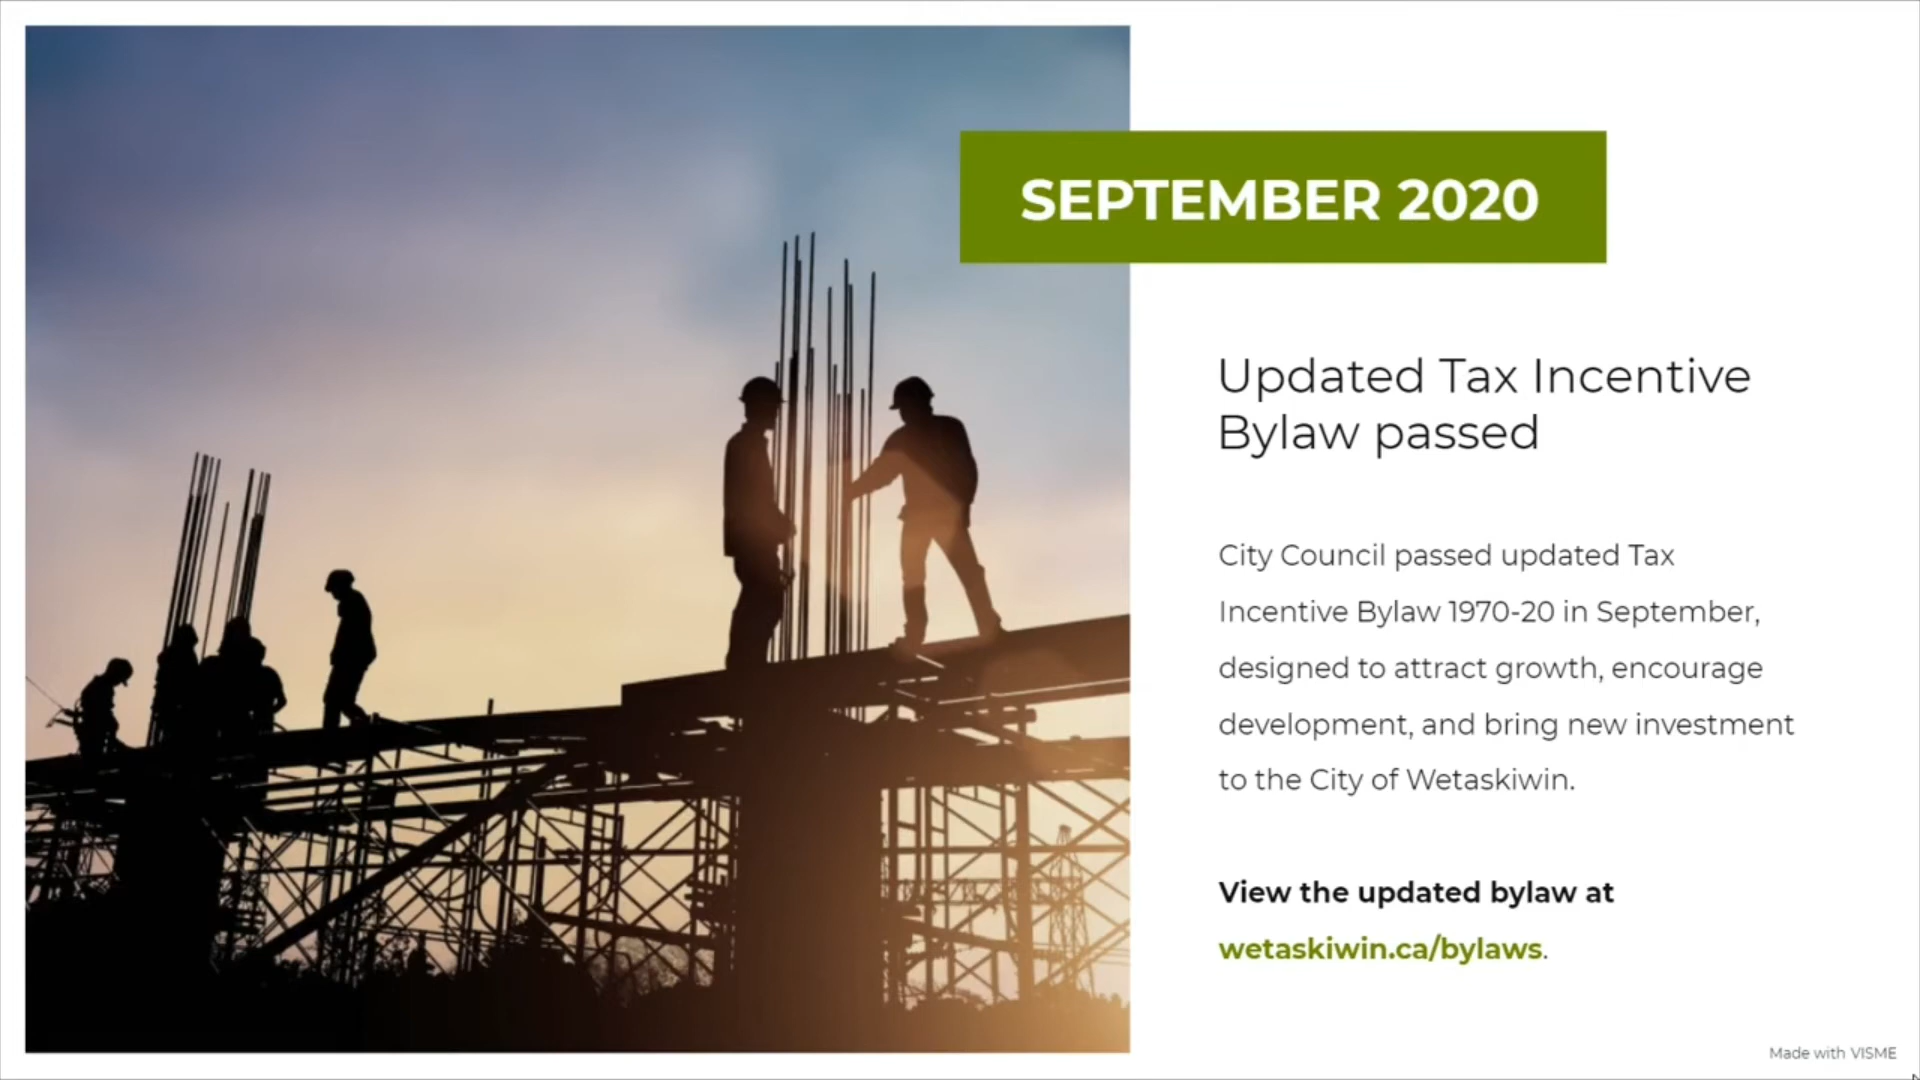 SEPTEMBER 2020
Updated Tax Incentive
Bylaw passed
City Council passed updated Tax
Incentive Bylaw 1970-20 in September,
designed to attract growth, encourage
development, and bring new investment
to the City of Wetaskiwin.
View the updated bylaw at
wetaskiwin.ca/bylaws.
Made with VISME